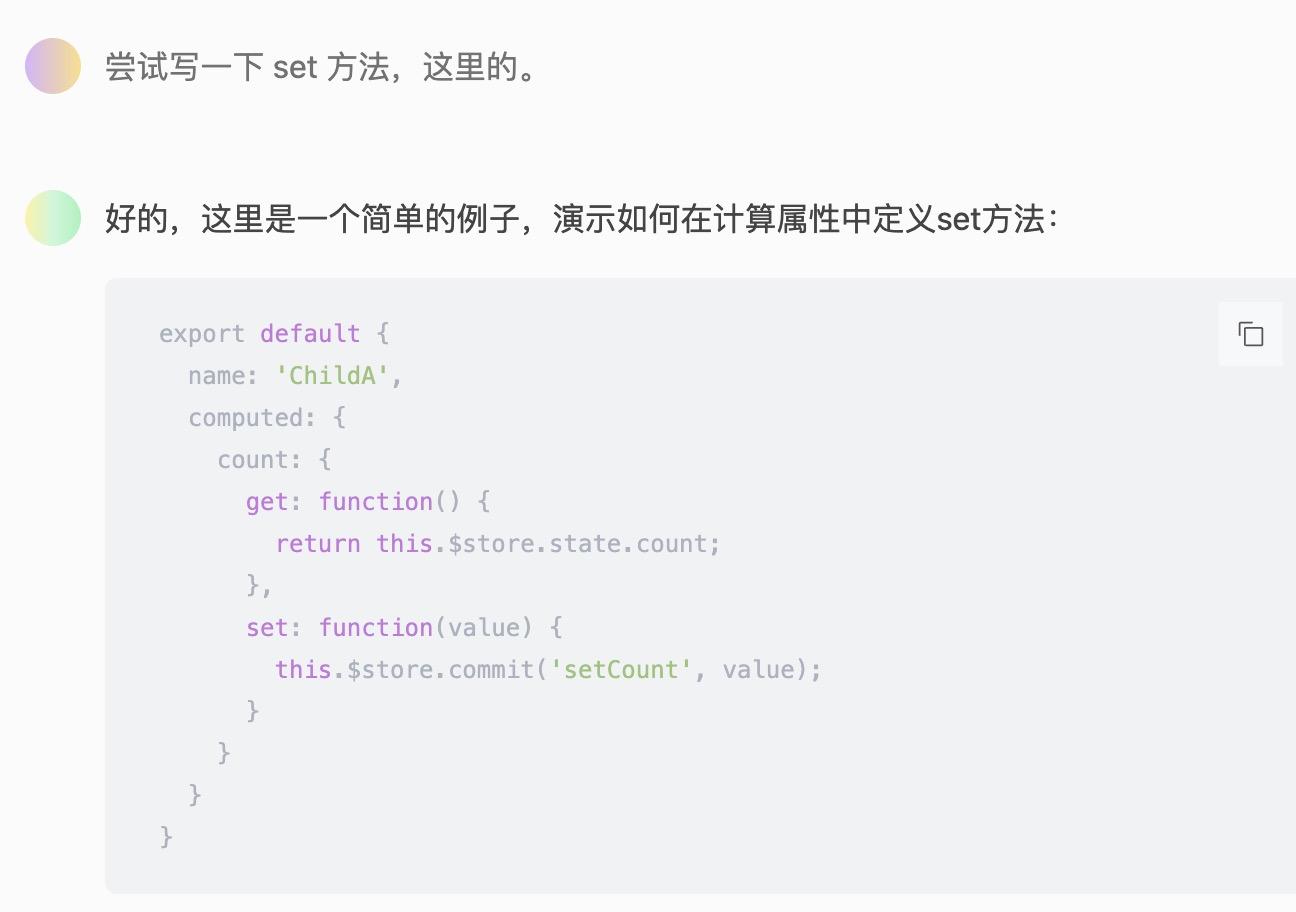 尝试写一下 set 方法，这里的。
好的，这里是一个简单的例子，演示如何在计算属性中定义set方法：
export default {
  name: 'ChildA',
  computed: {
    count: {
      get: function() {
        return this.$store.state.count;
      },
      set: function(value) {
        this.$store.commit('setCount', value);
      }
    }
  }
}